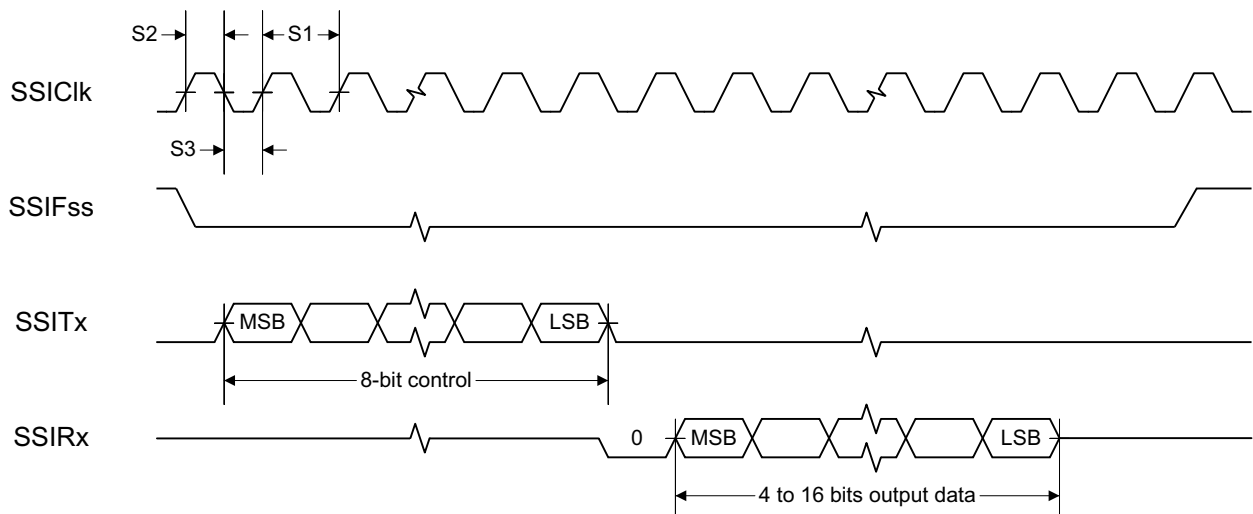 S2
S1
SSIClk
S3
SSIFss
SSITx
MSB
LSB
8-bit control
SSIRx
0
MSB
LSB
4 to 16 bits output data